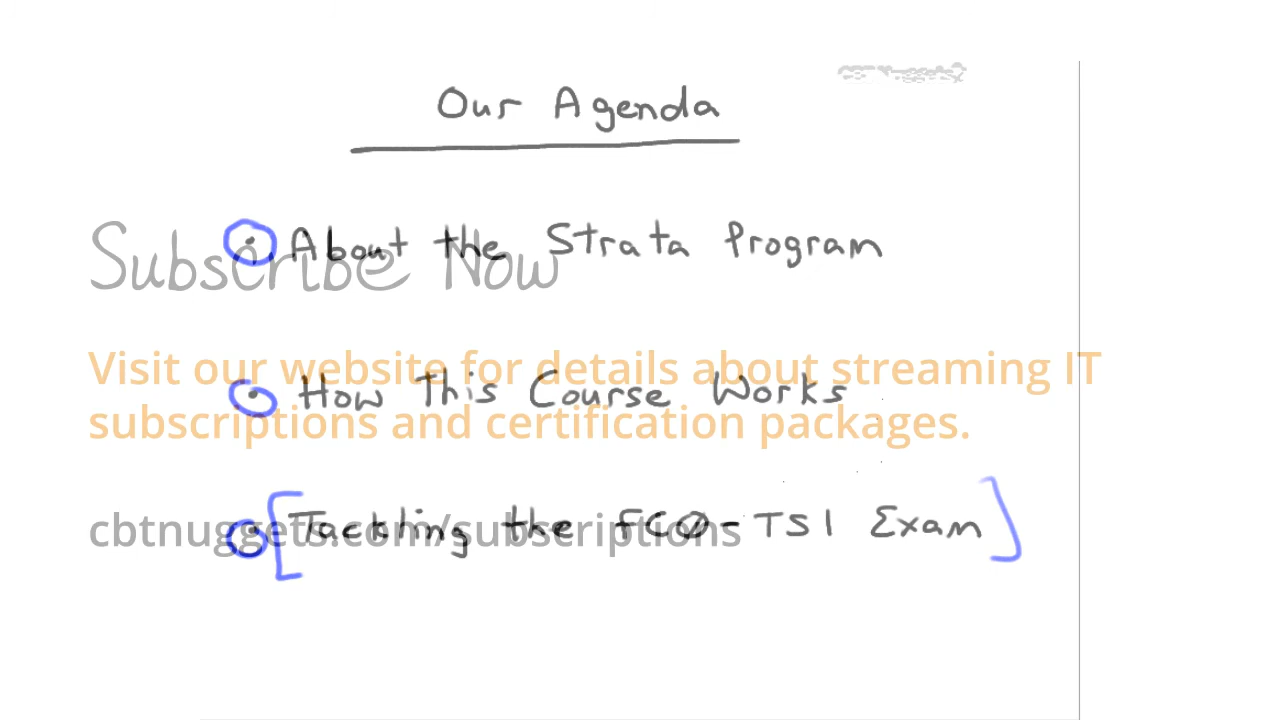 Our Agenda
About the Strata Program
Subscribe Now
Visit our website for details about streaming IT
How This Course Works
subscriptions and certification packages.
Tackling the FC0-TS1 Exam
cbtnuggets.com/subscriptions